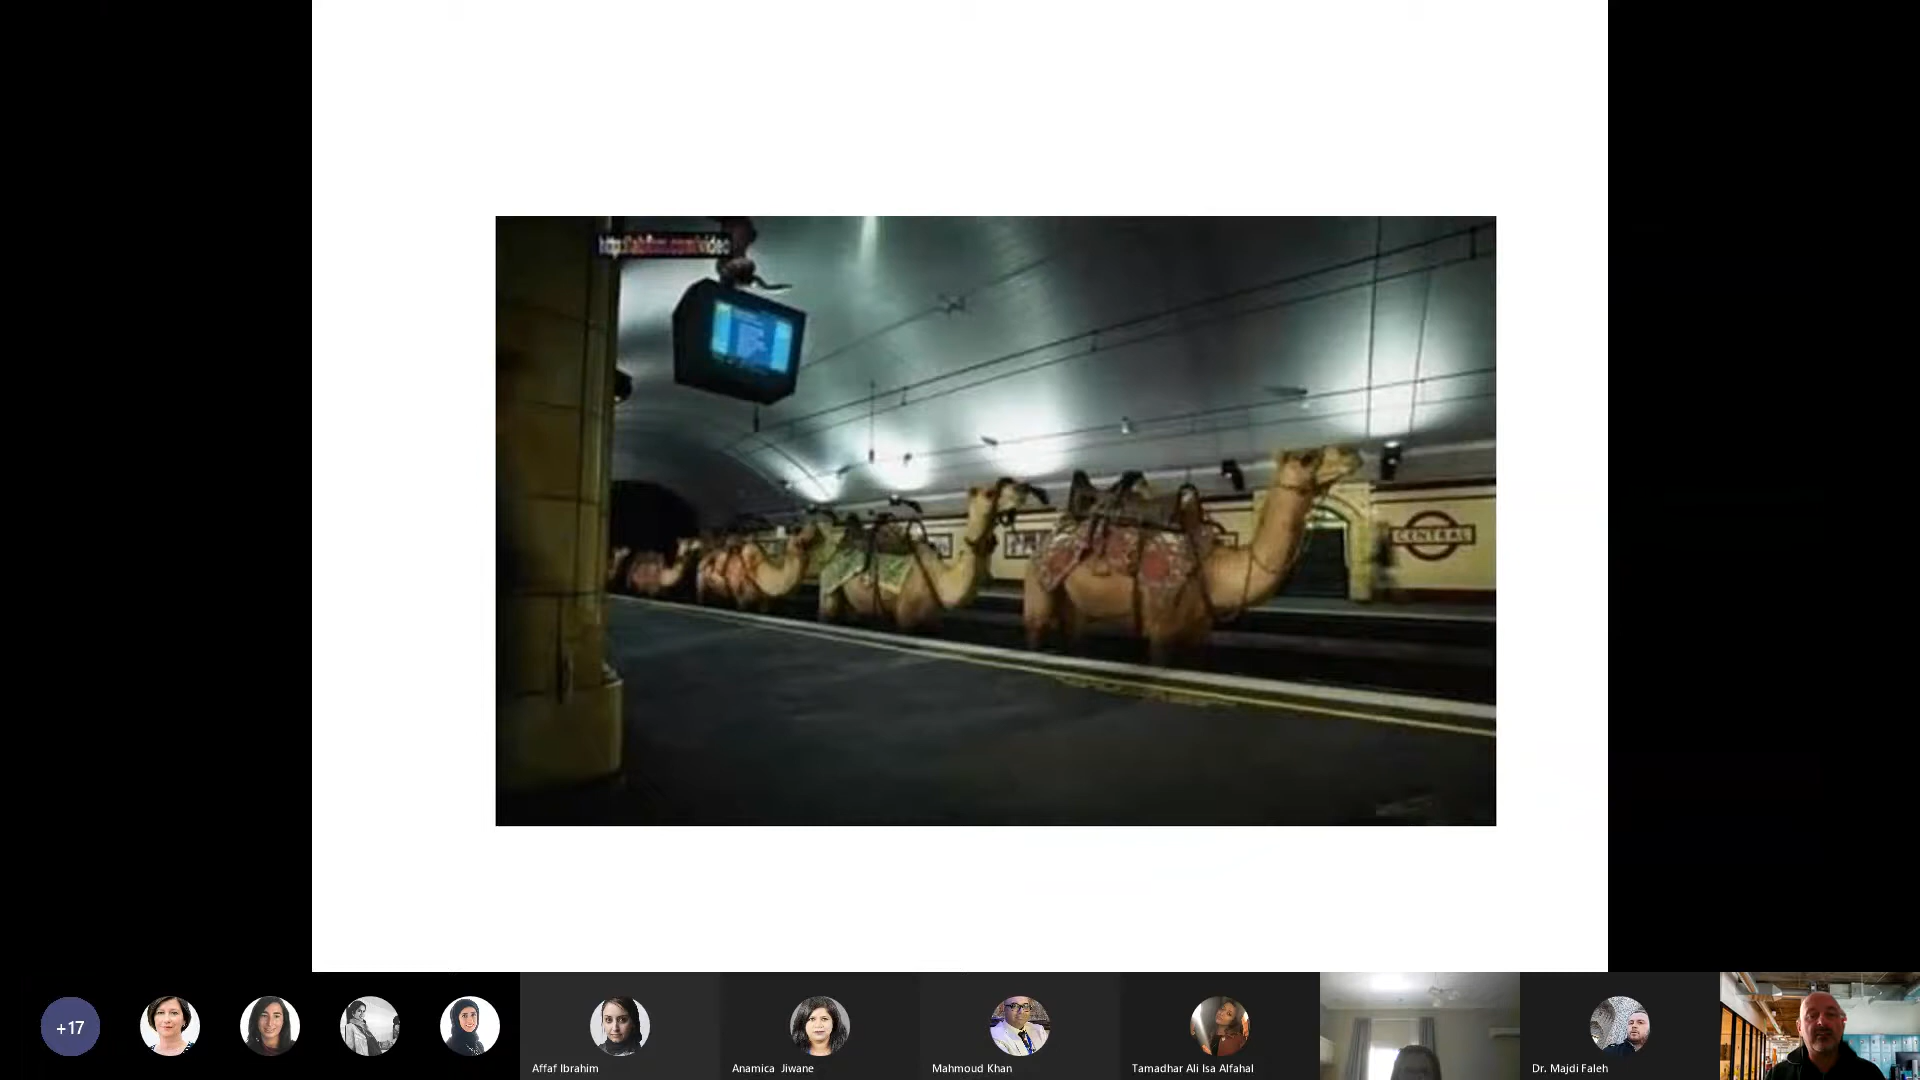 CENTRAL
+17
Affaf Ibrahim
Anamica Jiwane
Mahmoud Khan
Tamadhar Ali Isa Alfahal
Dr. Majdi Faleh